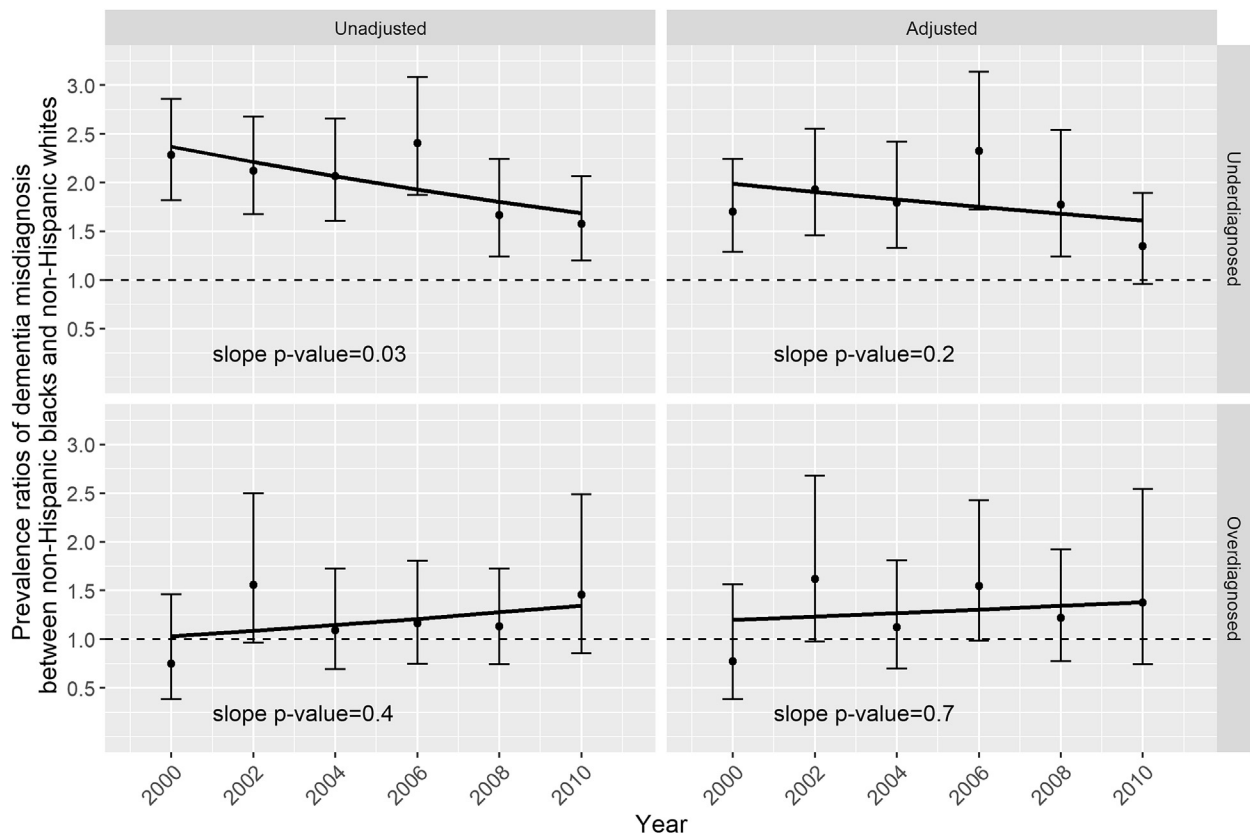 Unadjusted
Adjusted
Prevalence ratios of dementia misdiagnosis
between non-Hispanic blacks and non-Hispanic whites
3.0
2.5
2.0
1.5
1.0
0.5
slope p-value=0.03
slope p-value=0.2
Underdiagnosed
3.0
2.5
2.0
1.5
1.0
0.5
slope p-value=0.4
slope p-value=0.7
Overdiagnosed
2000
2002
2004
2006
2008
2010
2000
2002
2004
2006
2008
2010
Year